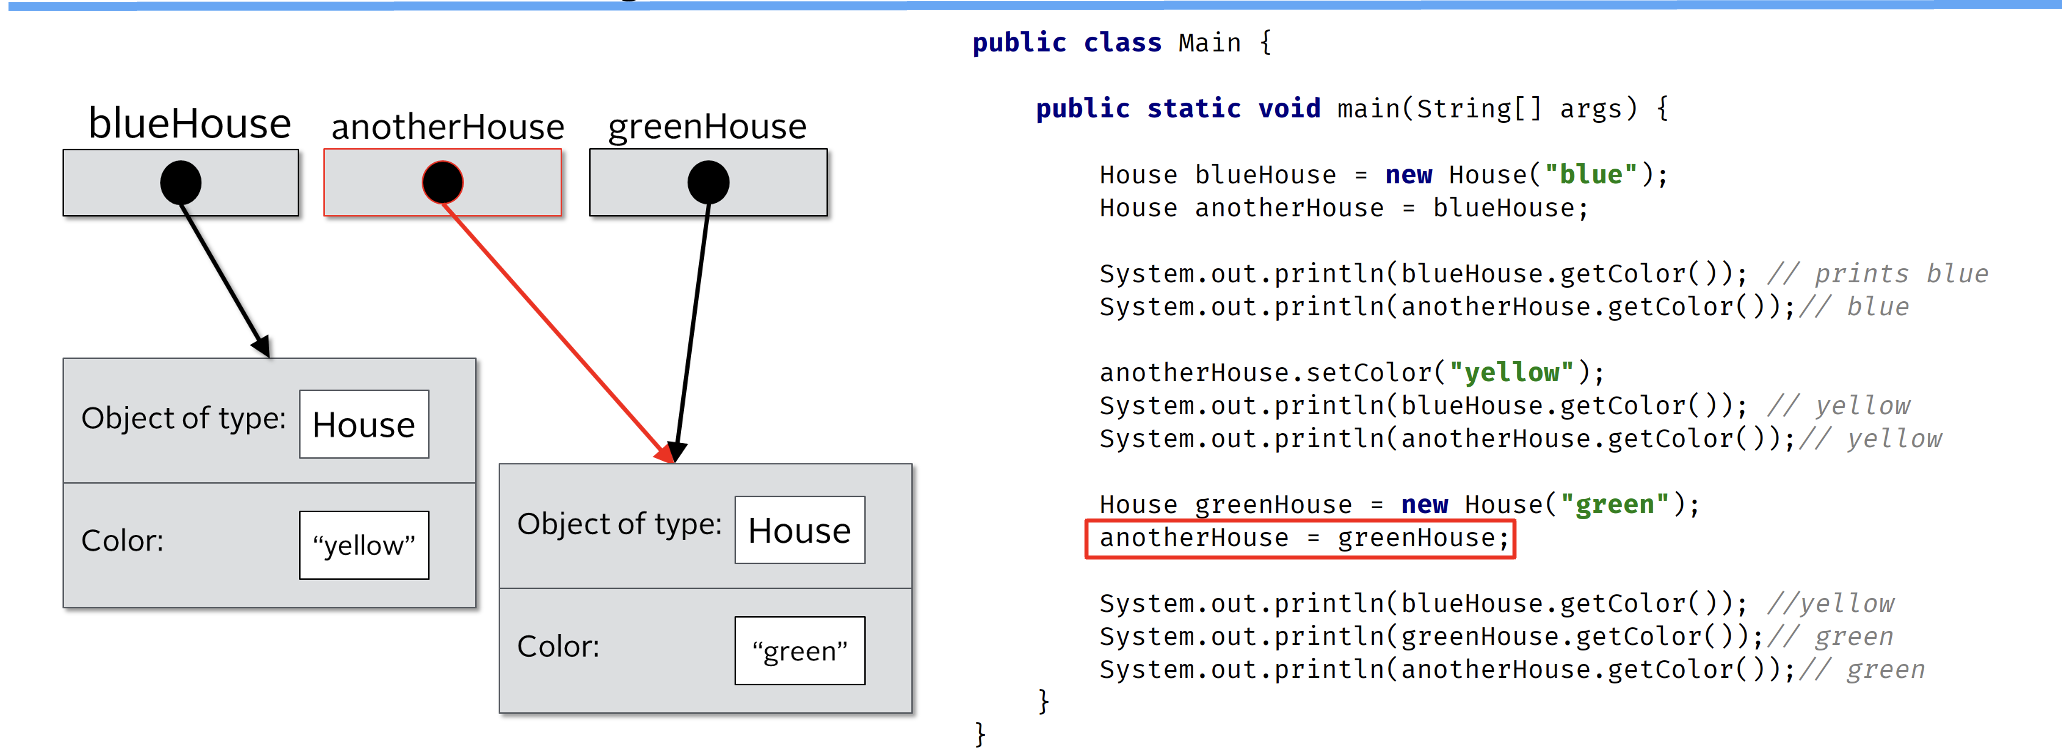 blueHouse anotherHouse greenHouse
Object of type: House
Color: “yellow”
Object of type: House
Color: “green”
public class Main {
public static void main(String[] args) {
House blueHouse = new House("blue");
House anotherHouse = blueHouse;
System.out.println(blueHouse.getColor()); // prints blue
System.out.println(anotherHouse.getColor());// blue
anotherHouse.setColor("yellow");
System.out.println(blueHouse.getColor()); // yellow
System.out.println(anotherHouse.getColor());// yellow
House greenHouse = new House("green");
anotherHouse = greenHouse;
System.out.println(blueHouse.getColor()); //yellow
System.out.println(greenHouse.getColor());// green
System.out.println(anotherHouse.getColor());// green
}
}